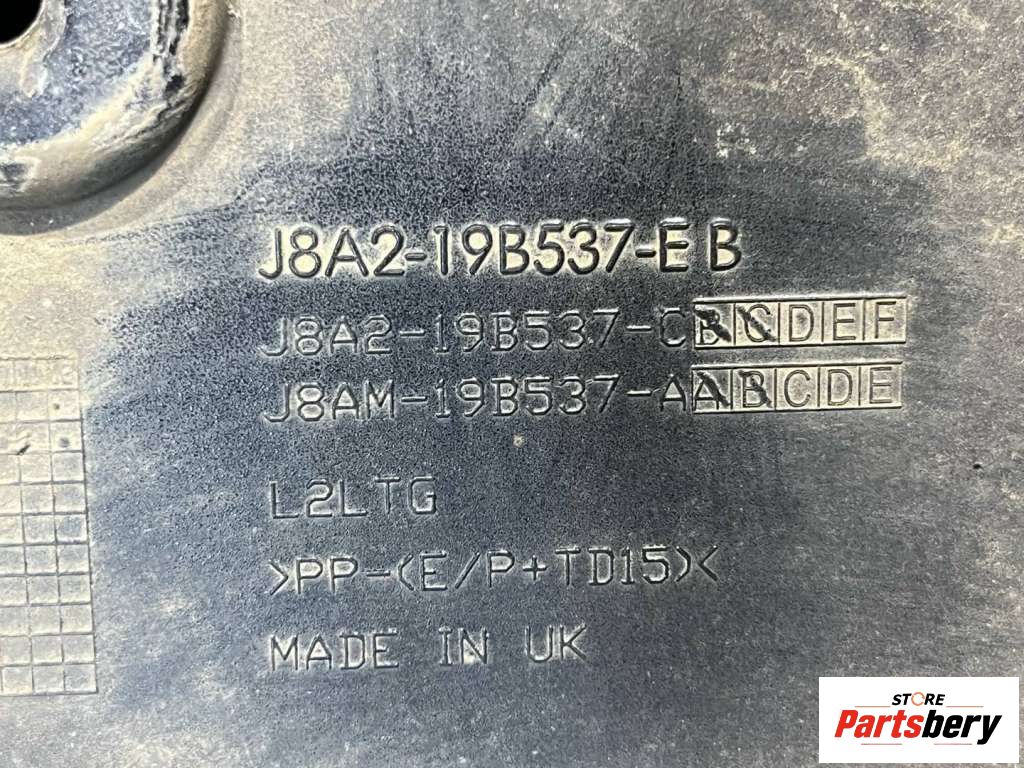 J8A2-19B537-E B
J8A2-19B537-CBCDEF
J8AM-19B537-AABCDE
L2LTG
>PP-(E/P+TD15)<
MADE IN UK
STORE
Partsbery